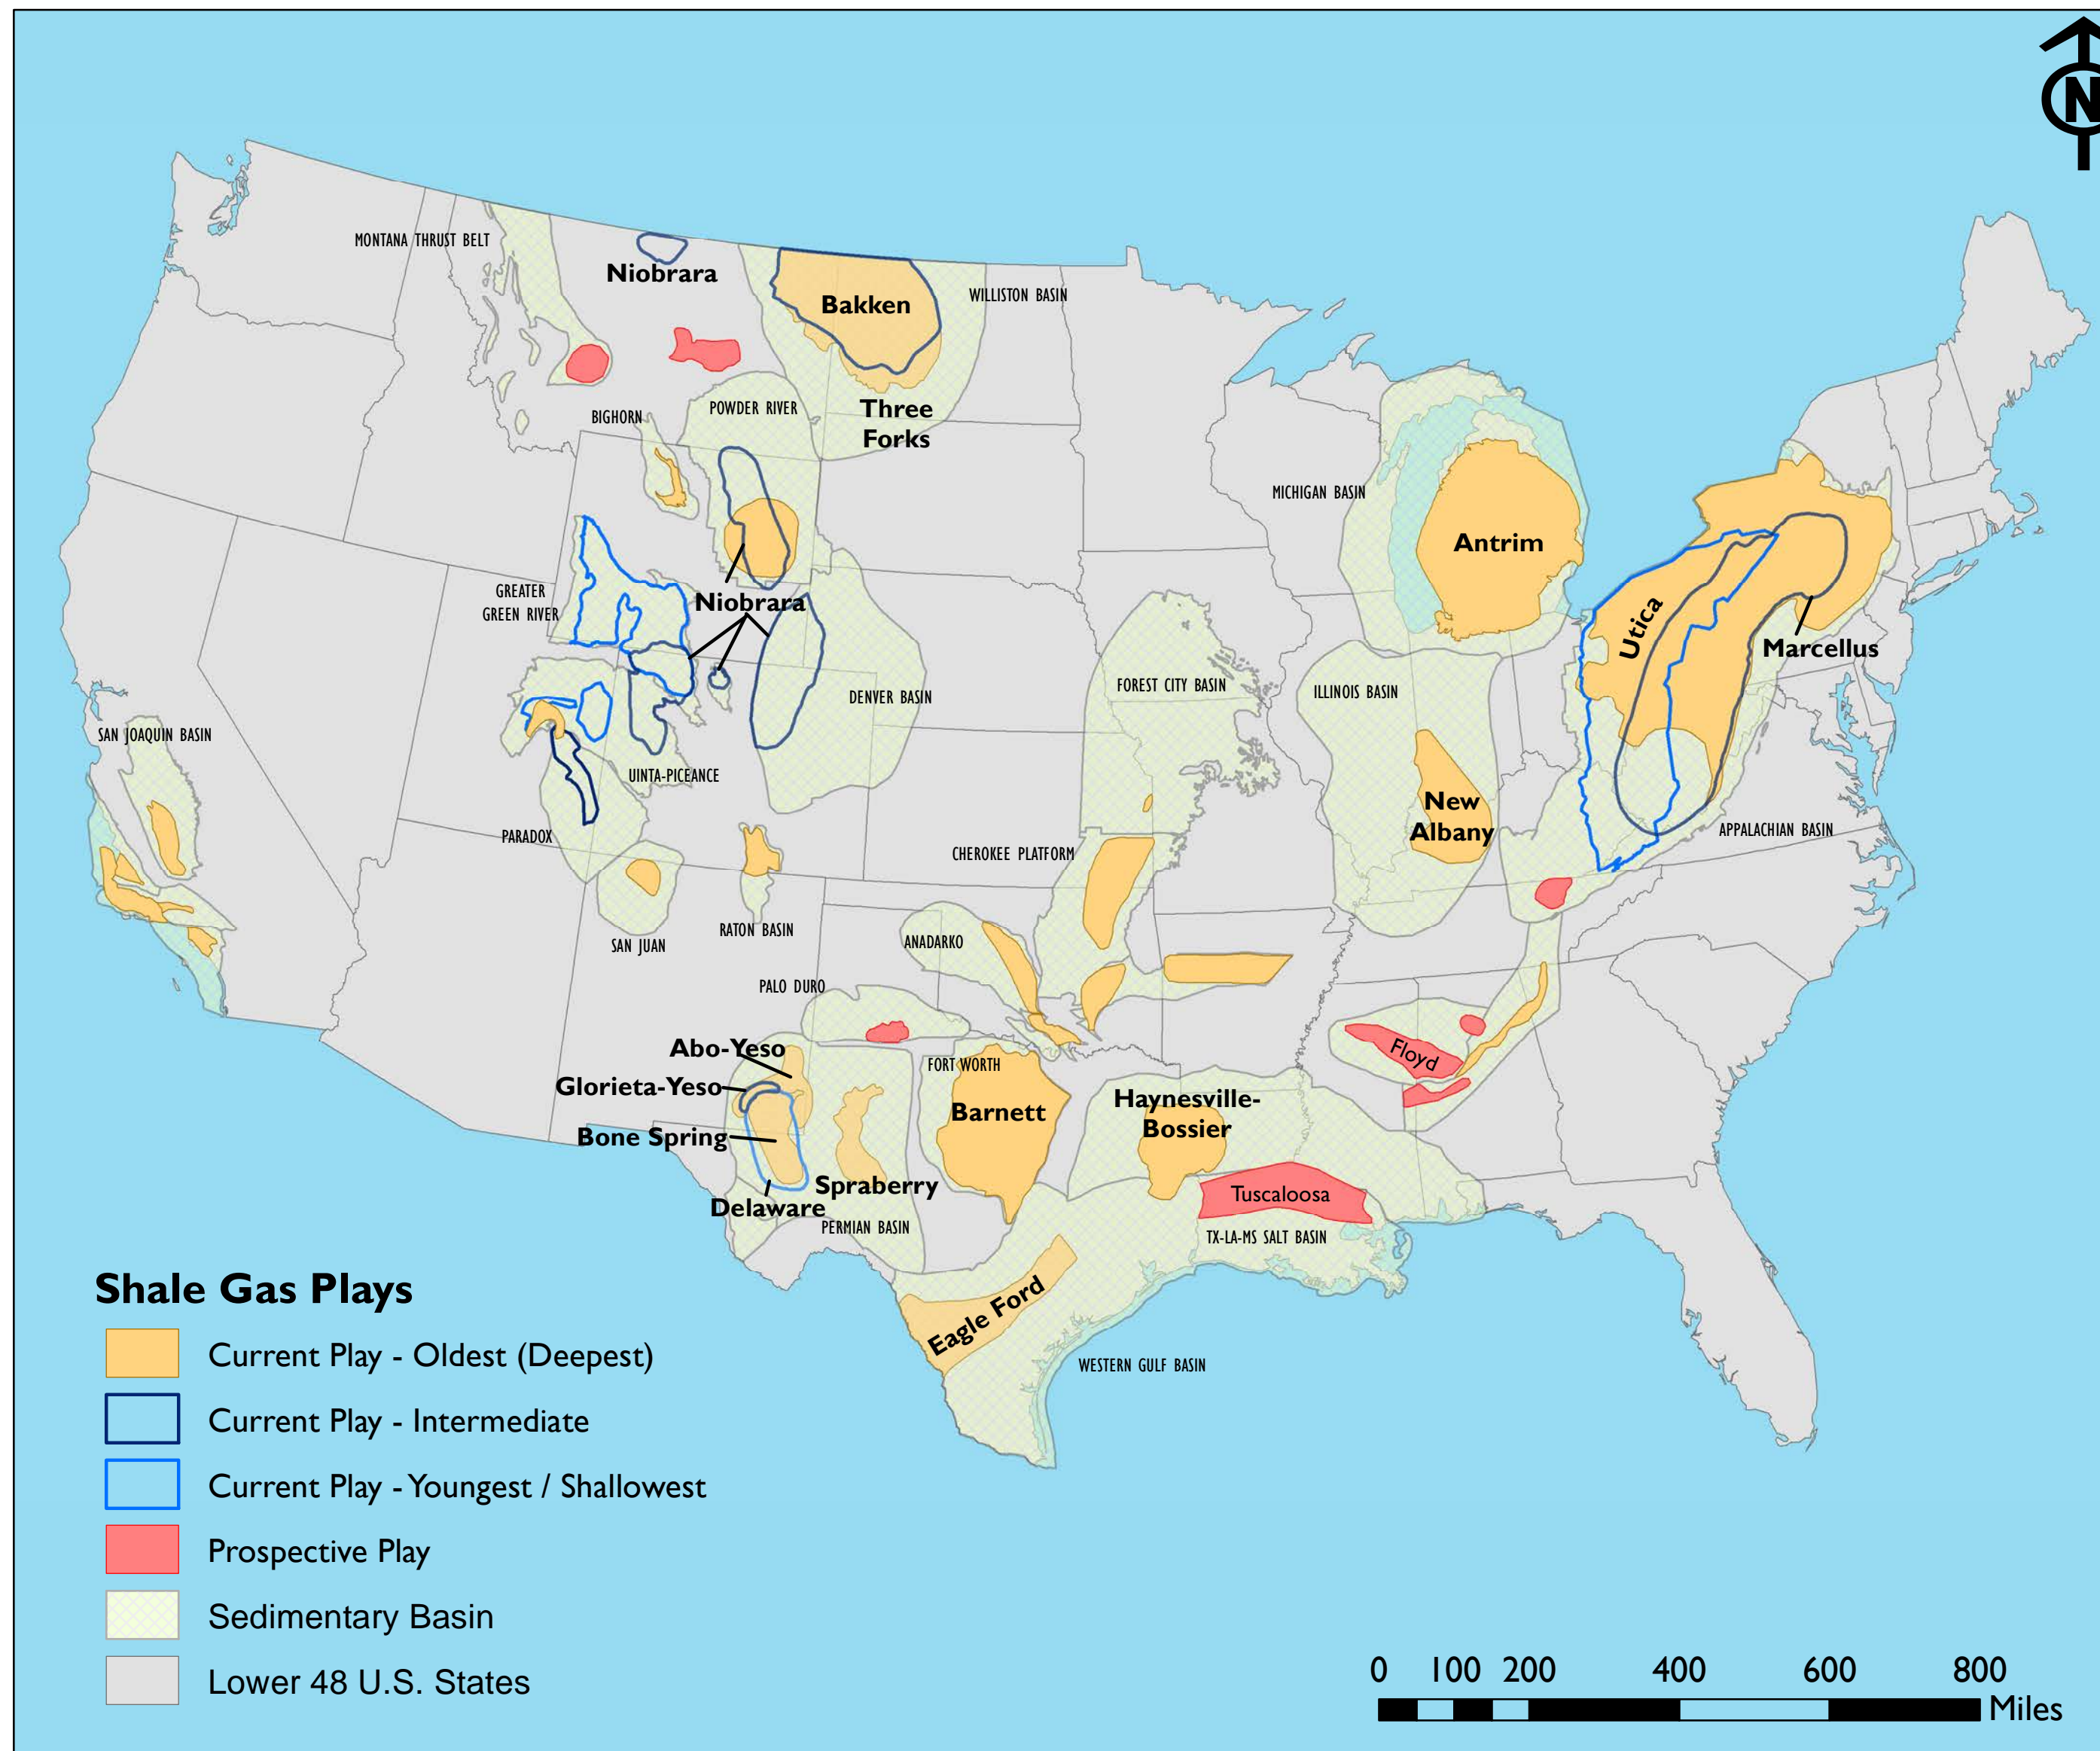 N
MONTANA THRUST BELT
Niobrara
Bakken
WILLISTON BASIN
BIGHORN
POWDER RIVER
Three
Forks
MICHIGAN BASIN
Antrim
GREATER
GREEN RIVER
Niobrara
Utica
Marcellus
DENVER BASIN
FOREST CITY BASIN
ILLINOIS BASIN
SAN JOAQUIN BASIN
UINTA-PICEANCE
New
Albany
PARADOX
CHEROKEE PLATFORM
APPALACHIAN BASIN
SAN JUAN
RATON BASIN
ANADARKO
PALO DURO
Abo-Yeso
FORT WORTH
Floyd
Glorieta-Yeso
Barnett
Haynesville-
Bossier
Bone Spring
Spraberry
Tuscaloosa
Delaware
PERMIAN BASIN
TX-LA-MS SALT BASIN
Eagle Ford
WESTERN GULF BASIN
Shale Gas Plays
Current Play - Oldest (Deepest)
Current Play - Intermediate
Current Play - Youngest / Shallowest
Prospective Play
Sedimentary Basin
Lower 48 U.S. States
0 100 200 400 600 800
Miles